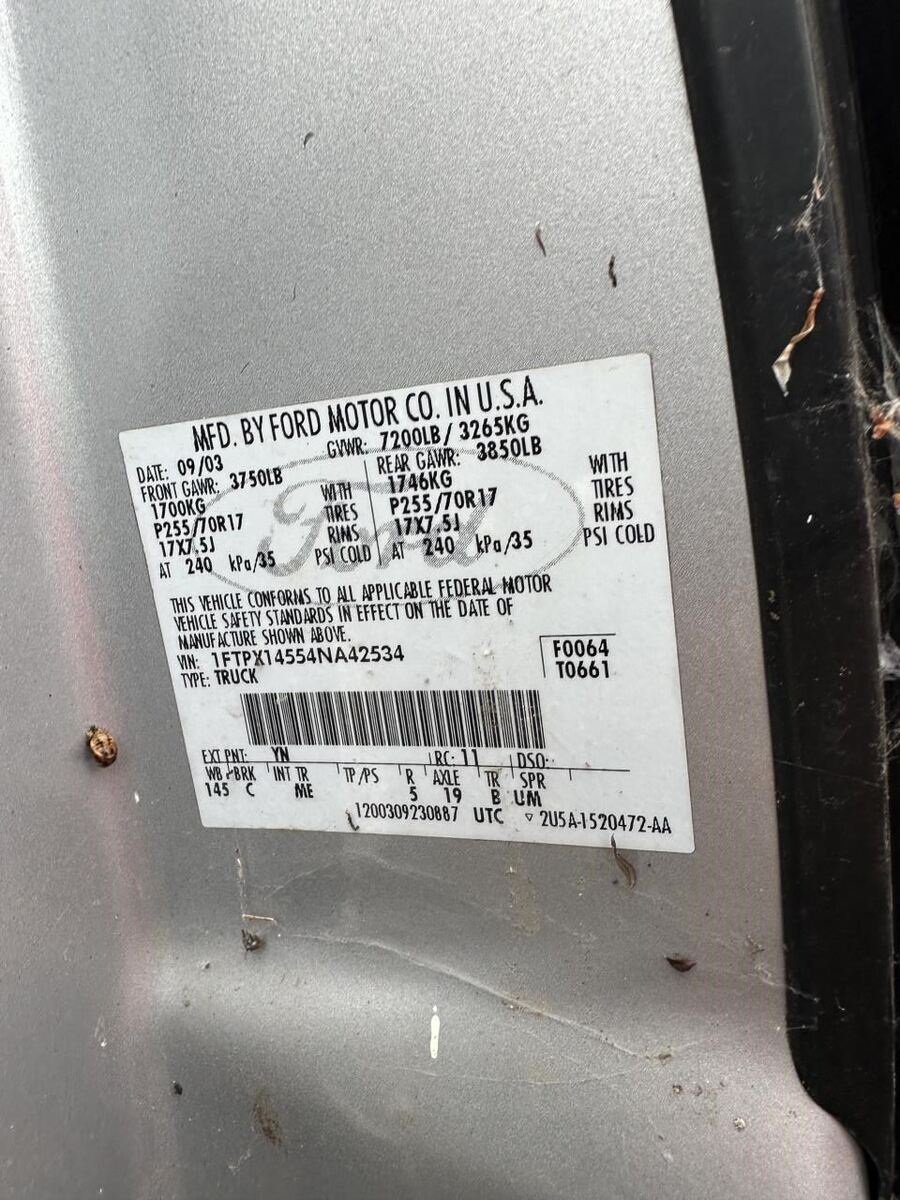 MFD. BY FORD MOTOR CO. IN U.S.A.
DATE: 09/03 GVWR: 7200LB / 3265KG
FRONT GAWR: 3750LB REAR GAWR: 3850LB
1700KG WITH 1746KG WITH
P255/70R17 TIRES P255/70R17 TIRES
17X7.5J RIMS 17X7.5J RIMS
AT 240 kPa/35 PSI COLD AT 240 kPa/35 PSI COLD
Ford
THIS VEHICLE CONFORMS TO ALL APPLICABLE FEDERAL MOTOR
VEHICLE SAFETY STANDARDS IN EFFECT ON THE DATE OF
MANUFACTURE SHOWN ABOVE.
VIN: 1FTPX14554NA42534 F0064
TYPE: TRUCK T0661
EXT PNT: YN RC: 11 DSO:
WB BRK INT TR TP/PS R AXLE TR SPR
145 C ME 5 19 B UM
1200309230887 UTC ▽ 2U5A-1520472-AA